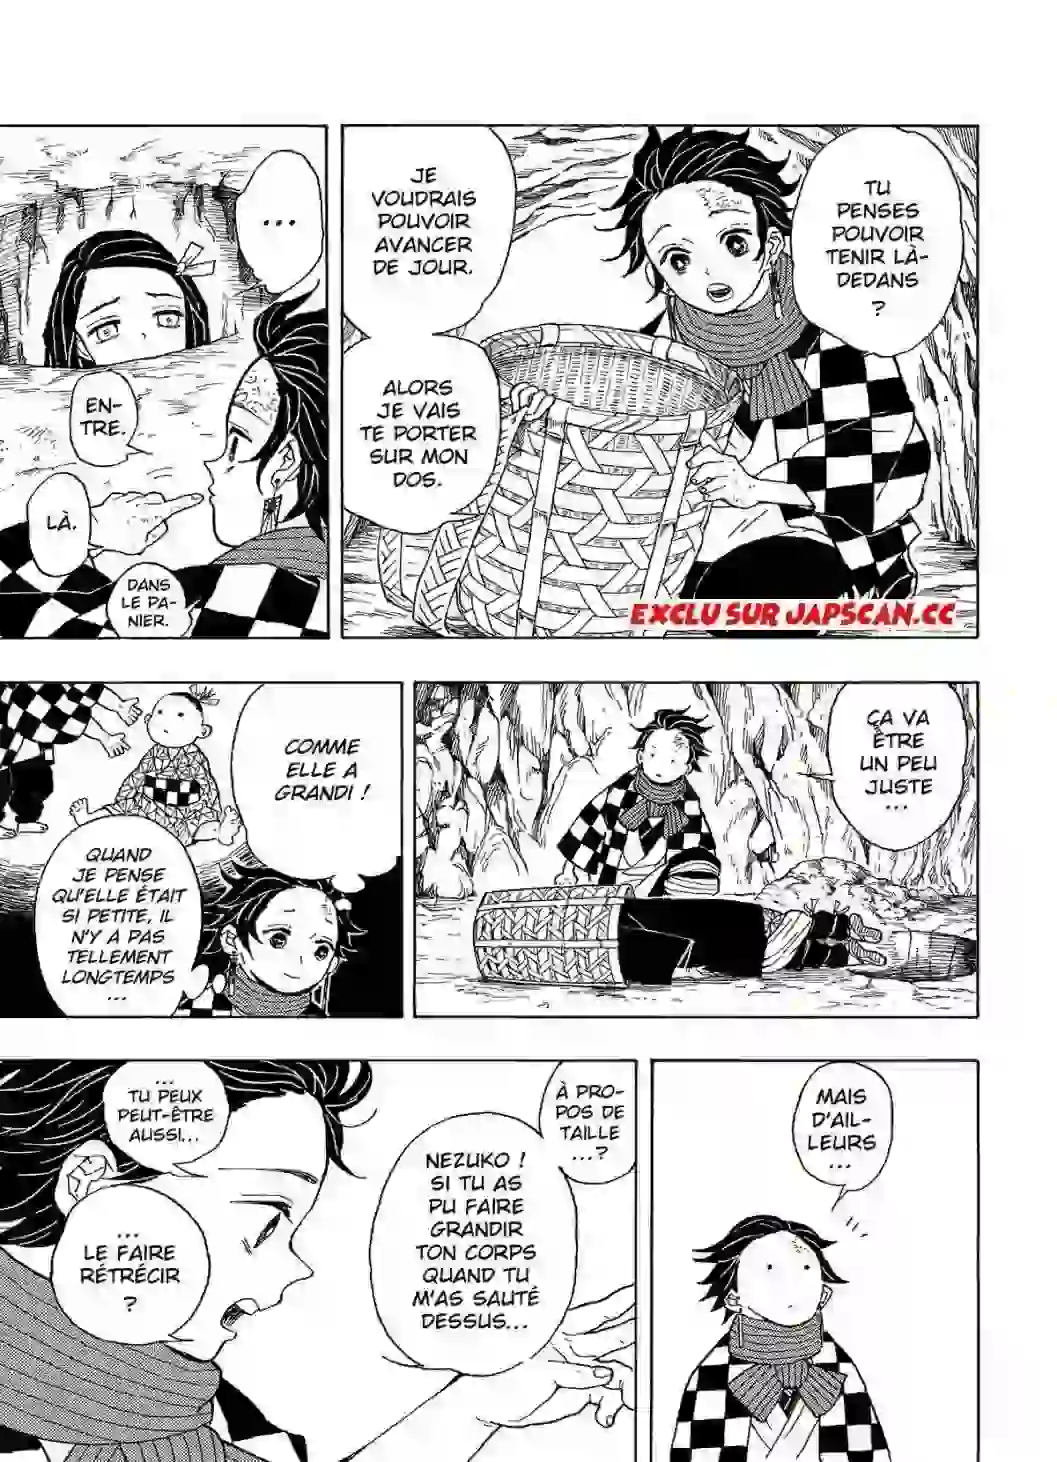 TU
PENSES
POUVOIR
TENIR LÀ-
DEDANS
?
JE
VOUDRAIS
POUVOIR
AVANCER
DE JOUR.
ALORS
JE VAIS
TE PORTER
SUR MON
DOS.
EXCLU SUR JAPSCAN.CC
...
EN-
TRE.
LÀ.
DANS
LE PA-
NIER.
ÇA VA
ÊTRE
UN PEU
JUSTE
...
COMME
ELLE A
GRANDI !
QUAND
JE PENSE
QU'ELLE ÉTAIT
SI PETITE, IL
N'Y A PAS
TELLEMENT
LONGTEMPS
...
MAIS
D'AIL-
LEURS
...
À PRO-
POS DE
TAILLE
...?
NEZUKO !
SI TU AS
PU FAIRE
GRANDIR
TON CORPS
QUAND TU
M'AS SAUTÉ
DESSUS...
...
TU PEUX
PEUT-ÊTRE
AUSSI...
...
LE FAIRE
RÉTRÉCIR
?